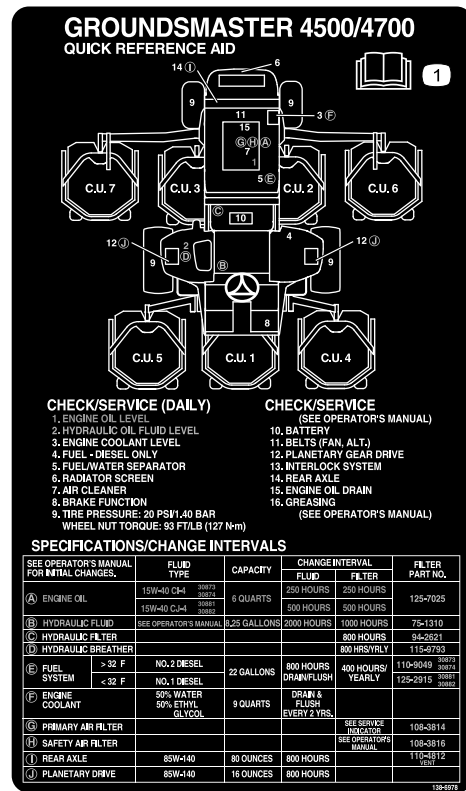 GROUNDSMASTER 4500/4700
QUICK REFERENCE AID
1
14 I
6
9
9
11
15
3 F
G H A
7
1
5 E
C.U. 7
C.U. 3
C.U. 2
C.U. 6
C
10
12 J
2
D
4
12 J
9
B
9
8
C.U. 5
C.U. 1
C.U. 4
CHECK/SERVICE (DAILY)
1. ENGINE OIL LEVEL
2. HYDRAULIC OIL FLUID LEVEL
3. ENGINE COOLANT LEVEL
4. FUEL - DIESEL ONLY
5. FUEL/WATER SEPARATOR
6. RADIATOR SCREEN
7. AIR CLEANER
8. BRAKE FUNCTION
9. TIRE PRESSURE: 20 PSI/1.40 BAR
WHEEL NUT TORQUE: 93 FT/LB (127 N•m)
CHECK/SERVICE
(SEE OPERATOR'S MANUAL)
10. BATTERY
11. BELTS (FAN, ALT.)
12. PLANETARY GEAR DRIVE
13. INTERLOCK SYSTEM
14. REAR AXLE
15. ENGINE OIL DRAIN
16. GREASING
(SEE OPERATOR'S MANUAL)
SPECIFICATIONS/CHANGE INTERVALS
SEE OPERATOR'S MANUAL FOR INITIAL CHANGES. FLUID TYPE CAPACITY CHANGE INTERVAL FILTER PART NO.
FLUID FILTER
A ENGINE OIL 15W-40 CI-4 30873 30874 6 QUARTS 250 HOURS 250 HOURS 125-7025
15W-40 CJ-4 30881 30882 500 HOURS 500 HOURS
B HYDRAULIC FLUID SEE OPERATOR'S MANUAL 8.25 GALLONS 2000 HOURS 1000 HOURS 75-1310
C HYDRAULIC FILTER 800 HOURS 94-2621
D HYDRAULIC BREATHER 800 HRS/YRLY 115-9793
E FUEL SYSTEM > 32 F NO. 2 DIESEL 22 GALLONS 800 HOURS DRAIN/FLUSH 400 HOURS/ YEARLY 110-9049 30873 30874
< 32 F NO. 1 DIESEL 125-2915 30881 30882
F ENGINE COOLANT 50% WATER 50% ETHYL GLYCOL 9 QUARTS DRAIN & FLUSH EVERY 2 YRS.
G PRIMARY AIR FILTER SEE SERVICE INDICATOR 108-3814
H SAFETY AIR FILTER SEE OPERATOR'S MANUAL 108-3816
I REAR AXLE 85W-140 80 OUNCES 800 HOURS 110-4812 VENT
J PLANETARY DRIVE 85W-140 16 OUNCES 800 HOURS
138-6978